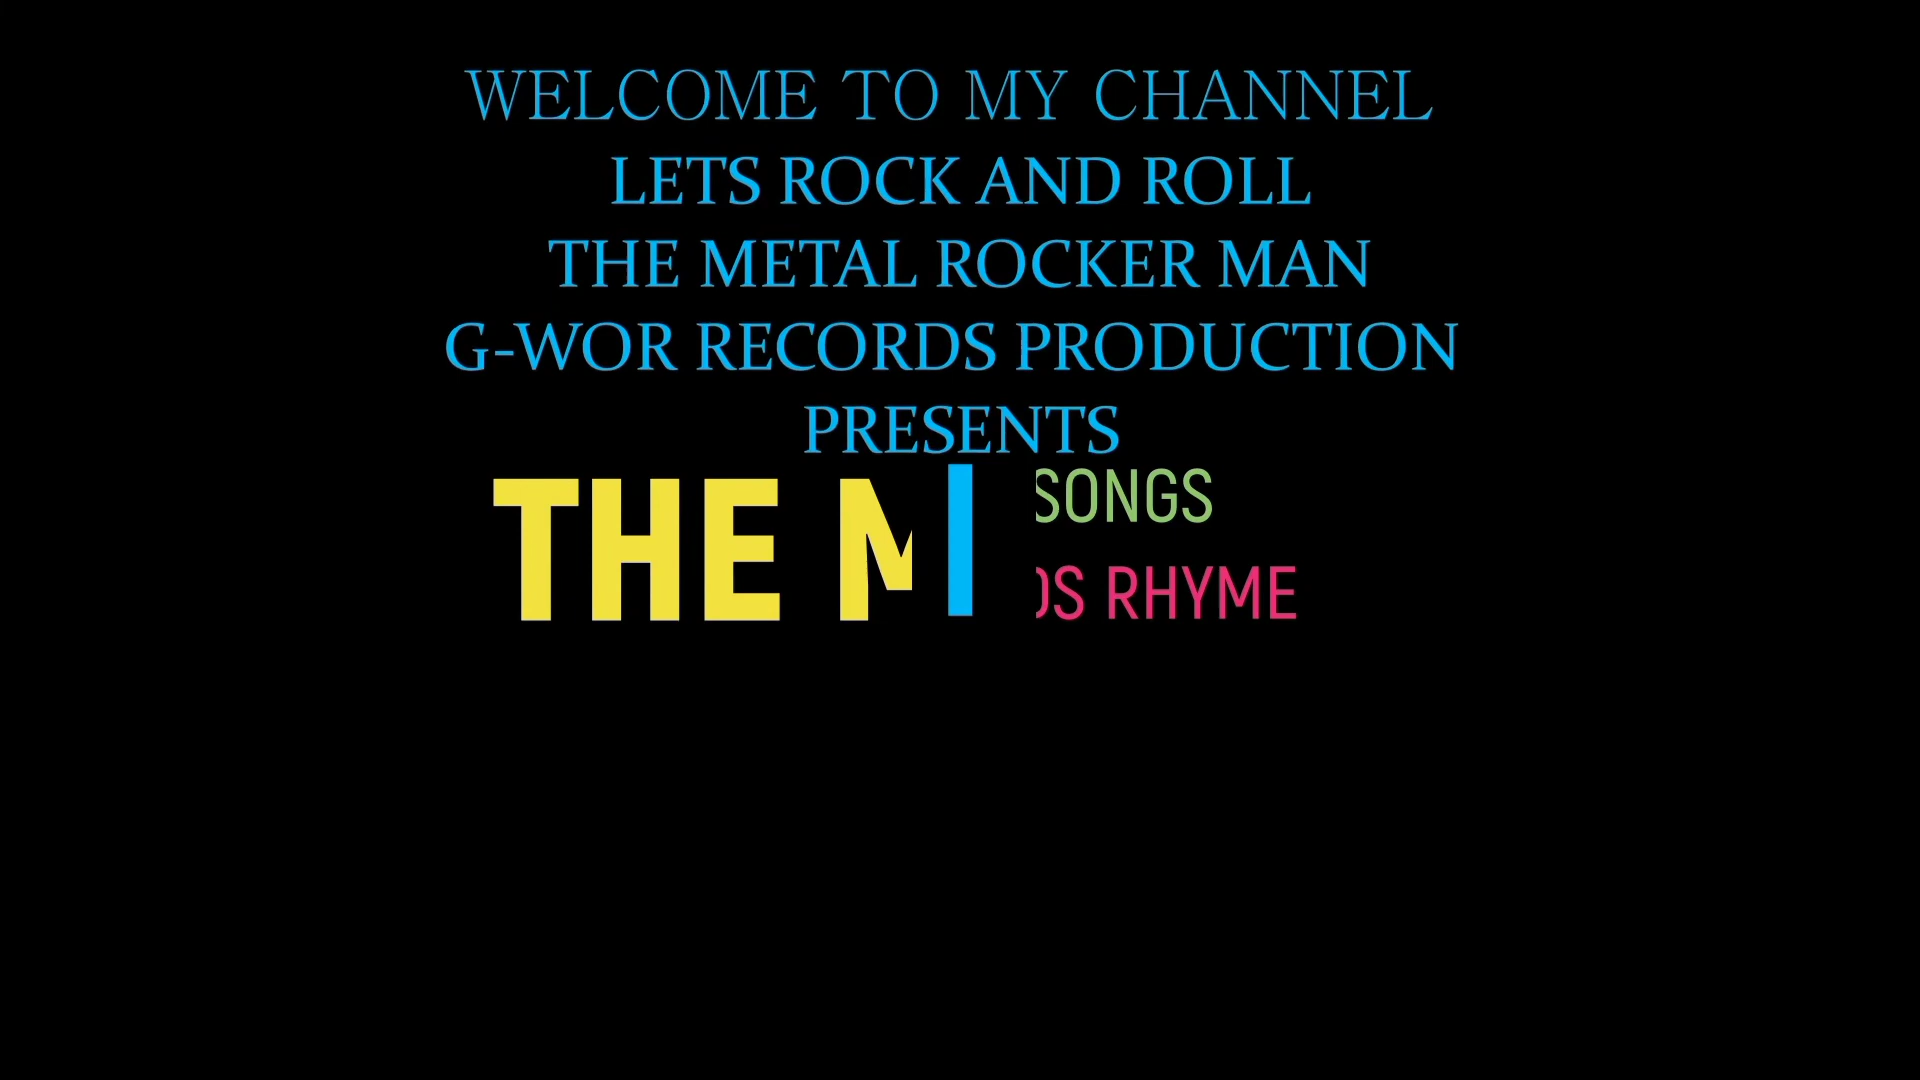 WELCOME TO MY CHANNEL
LETS ROCK AND ROLL
THE METAL ROCKER MAN
G-WOR RECORDS PRODUCTION
PRESENTS
THE M
SONGS
RHYME